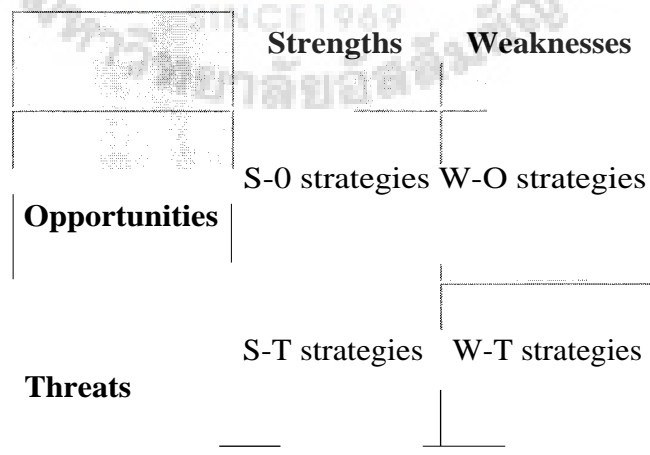 SINCE1969
Strengths Weaknesses
S-0 strategies W-O strategies
Opportunities
S-T strategies W-T strategies
Threats